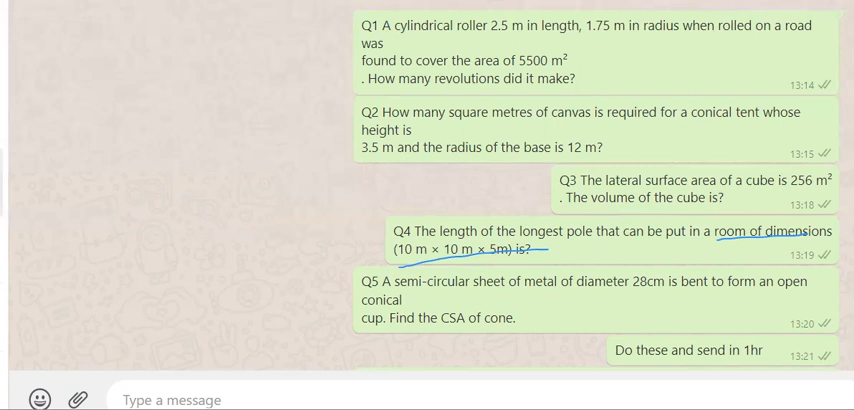 Q1 A cylindrical roller 2.5 m in length, 1.75 m in radius when rolled on a road
was
found to cover the area of 5500 m²
. How many revolutions did it make?
13:14
Q2 How many square metres of canvas is required for a conical tent whose
height is
3.5 m and the radius of the base is 12 m?
13:15
Q3 The lateral surface area of a cube is 256 m²
. The volume of the cube is?
13:18
Q4 The length of the longest pole that can be put in a room of dimensions
(10 m × 10 m × 5m) is?
13:19
Q5 A semi-circular sheet of metal of diameter 28cm is bent to form an open
conical
cup. Find the CSA of cone.
13:20
Do these and send in 1hr
13:21
Type a message